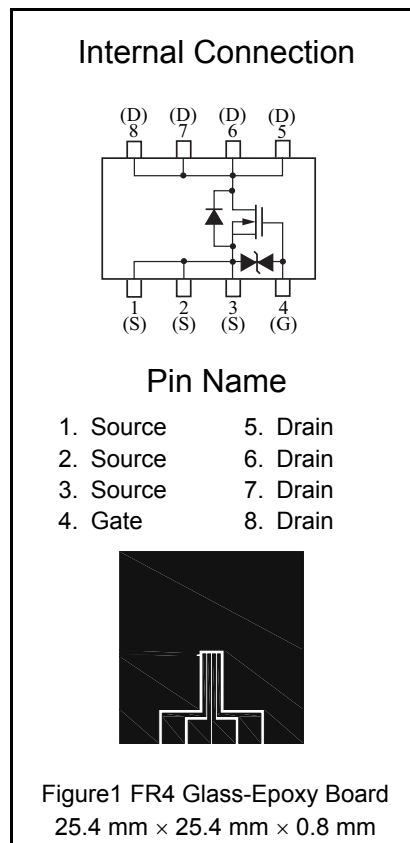 Internal Connection
(D) (D) (D) (D)
8 7 6 5
1 2 3 4
(S) (S) (S) (G)
Pin Name
1. Source 5. Drain
2. Source 6. Drain
3. Source 7. Drain
4. Gate 8. Drain
Figure1 FR4 Glass-Epoxy Board
25.4 mm × 25.4 mm × 0.8 mm